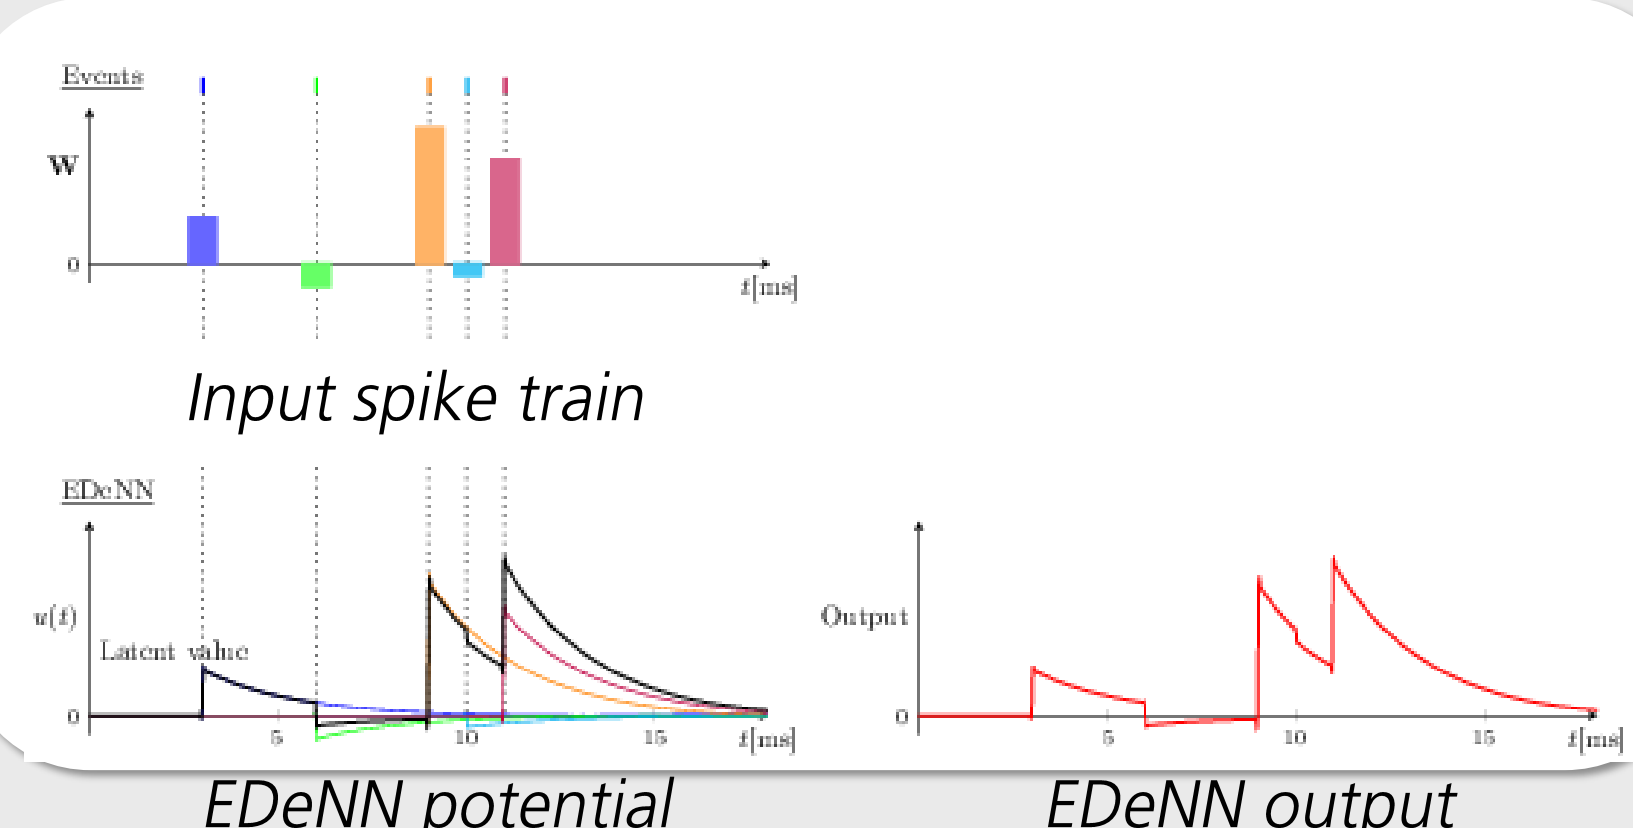 Events
W
0
t[ms]
Input spike train
EDeNN
u(t)
Latent value
0
5
10
15
t[ms]
Output
0
5
10
15
t[ms]
EDeNN potential
EDeNN output